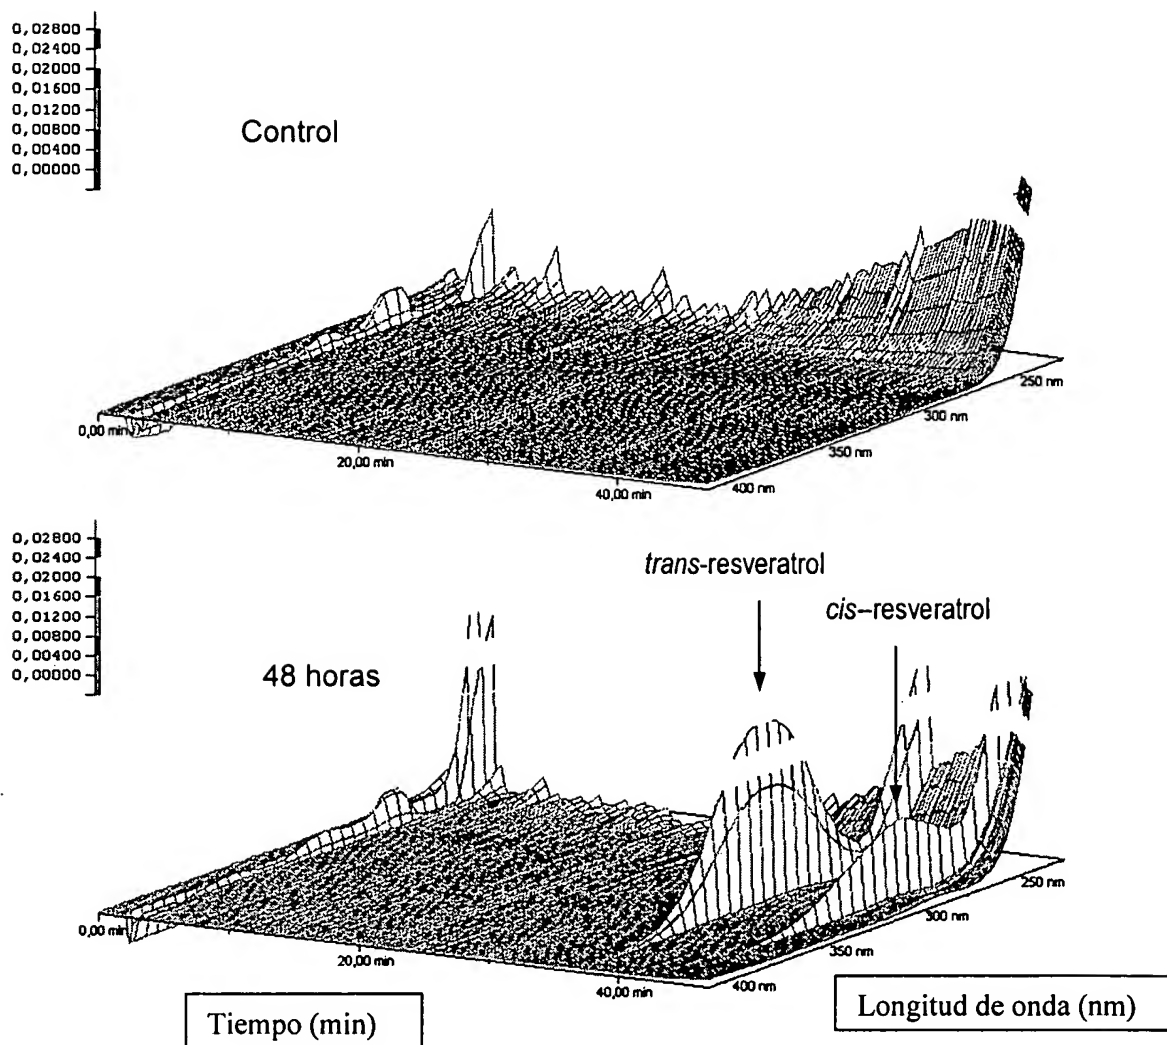 0,02800
0,02400
0,02000
0,01600
0,01200
0,00800
0,00400
0,00000
Control
250 nm
300 nm
350 nm
400 nm
0,00 min
20,00 min
40,00 min
0,02800
0,02400
0,02000
0,01600
0,01200
0,00800
0,00400
0,00000
trans-resveratrol
cis–resveratrol
48 horas
250 nm
300 nm
350 nm
400 nm
0,00 min
20,00 min
40,00 min
Tiempo (min)
Longitud de onda (nm)